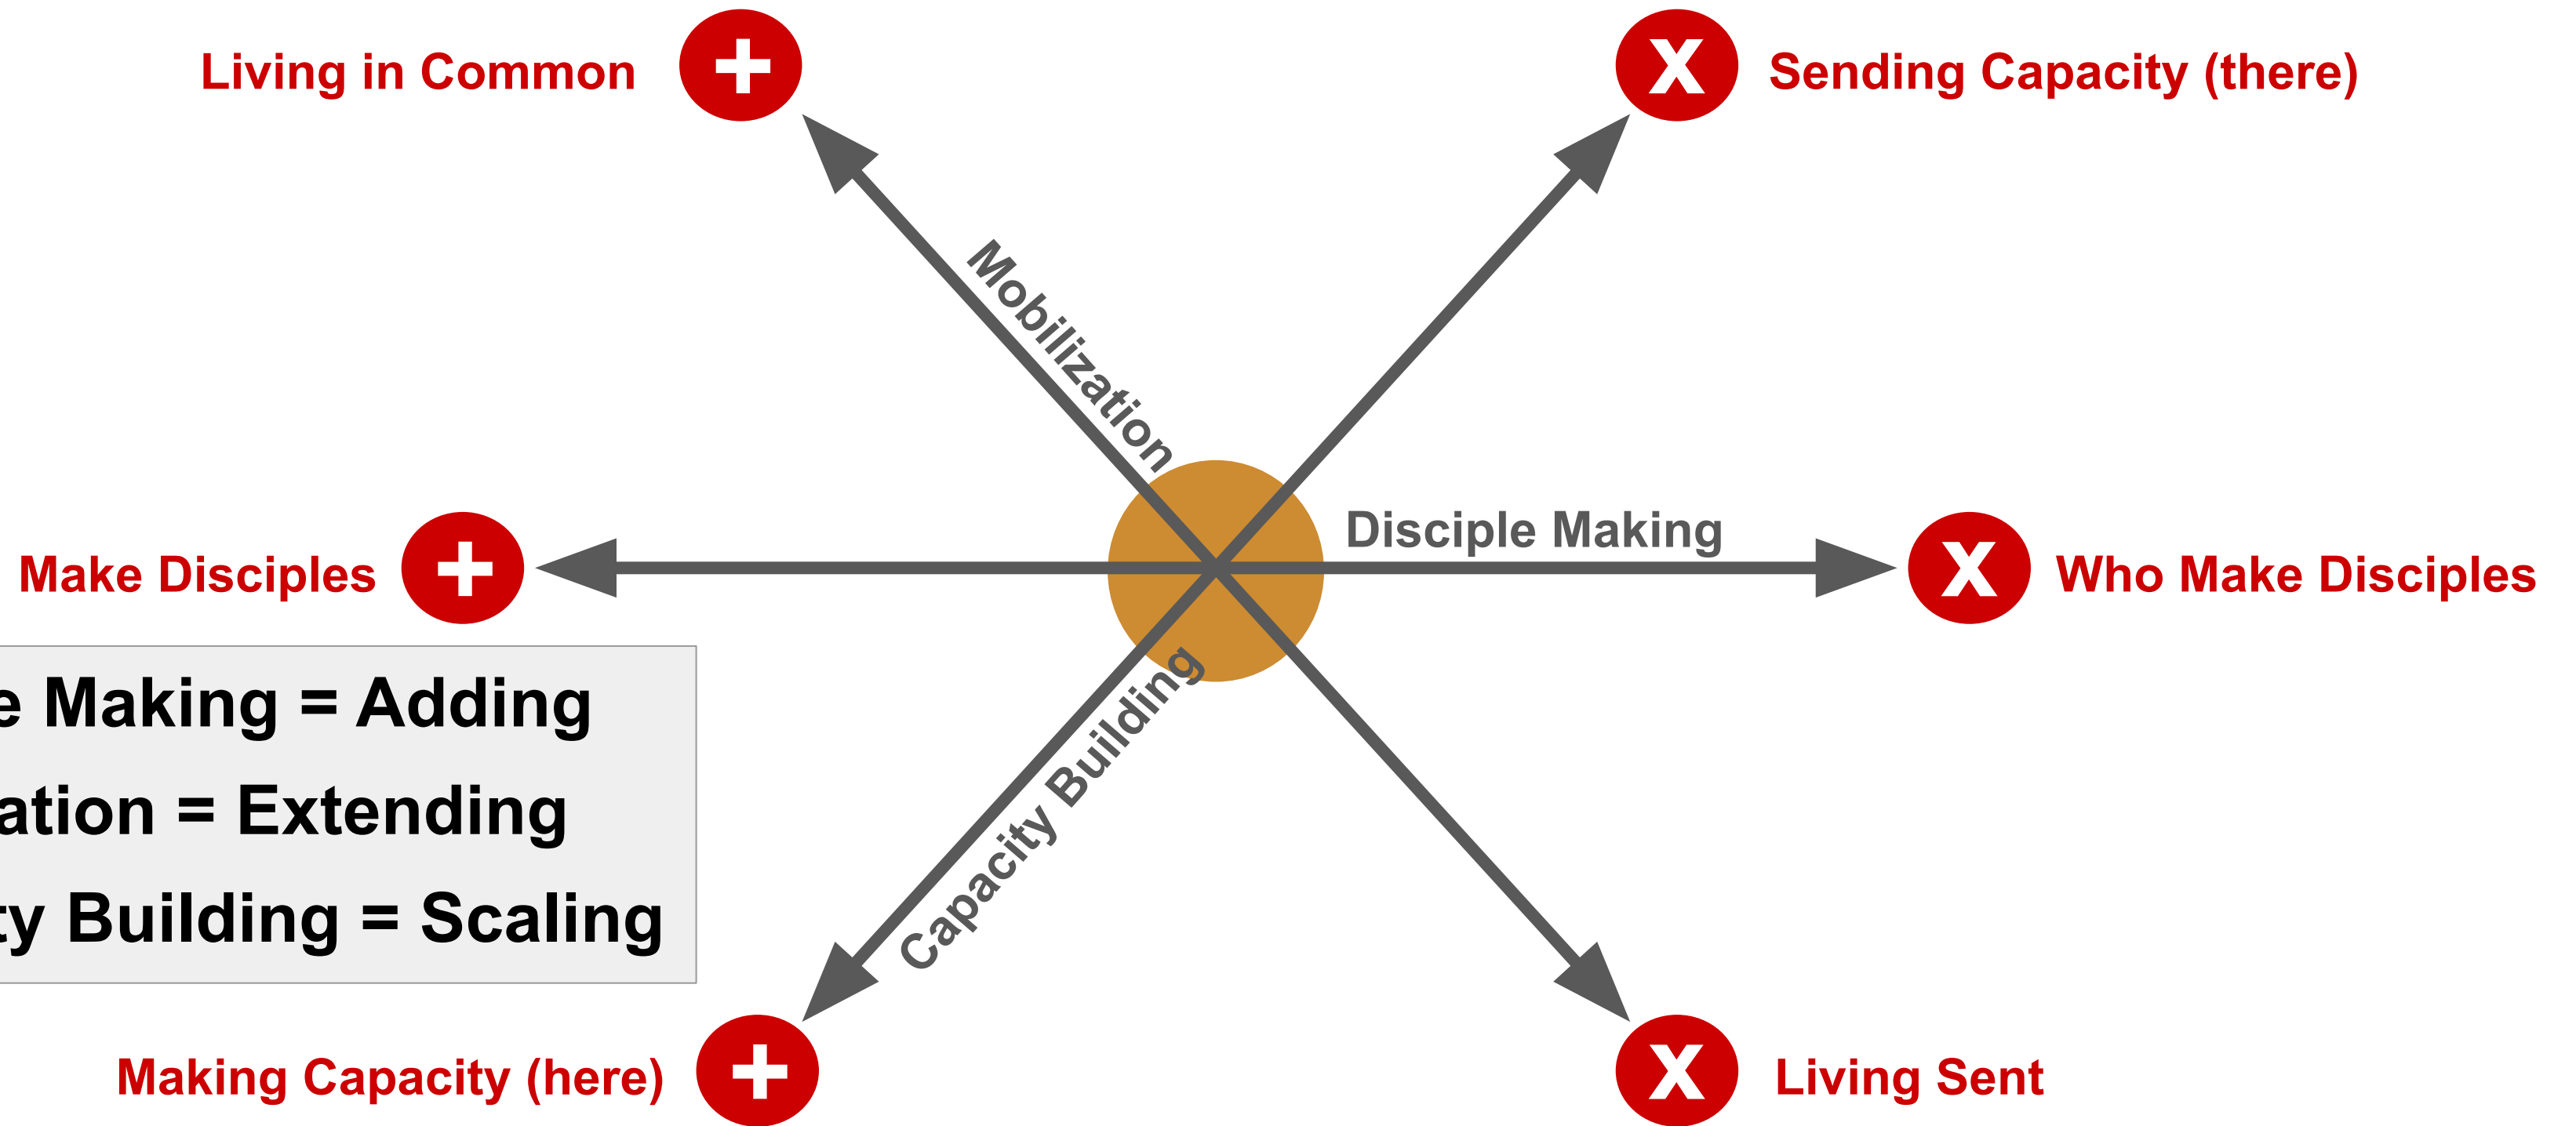 Living in Common
+
X
Sending Capacity (there)
Mobilization
Disciple Making
Make Disciples
+
X
Who Make Disciples
e Making = Adding
ation = Extending
ty Building = Scaling
Capacity Building
Making Capacity (here)
+
X
Living Sent